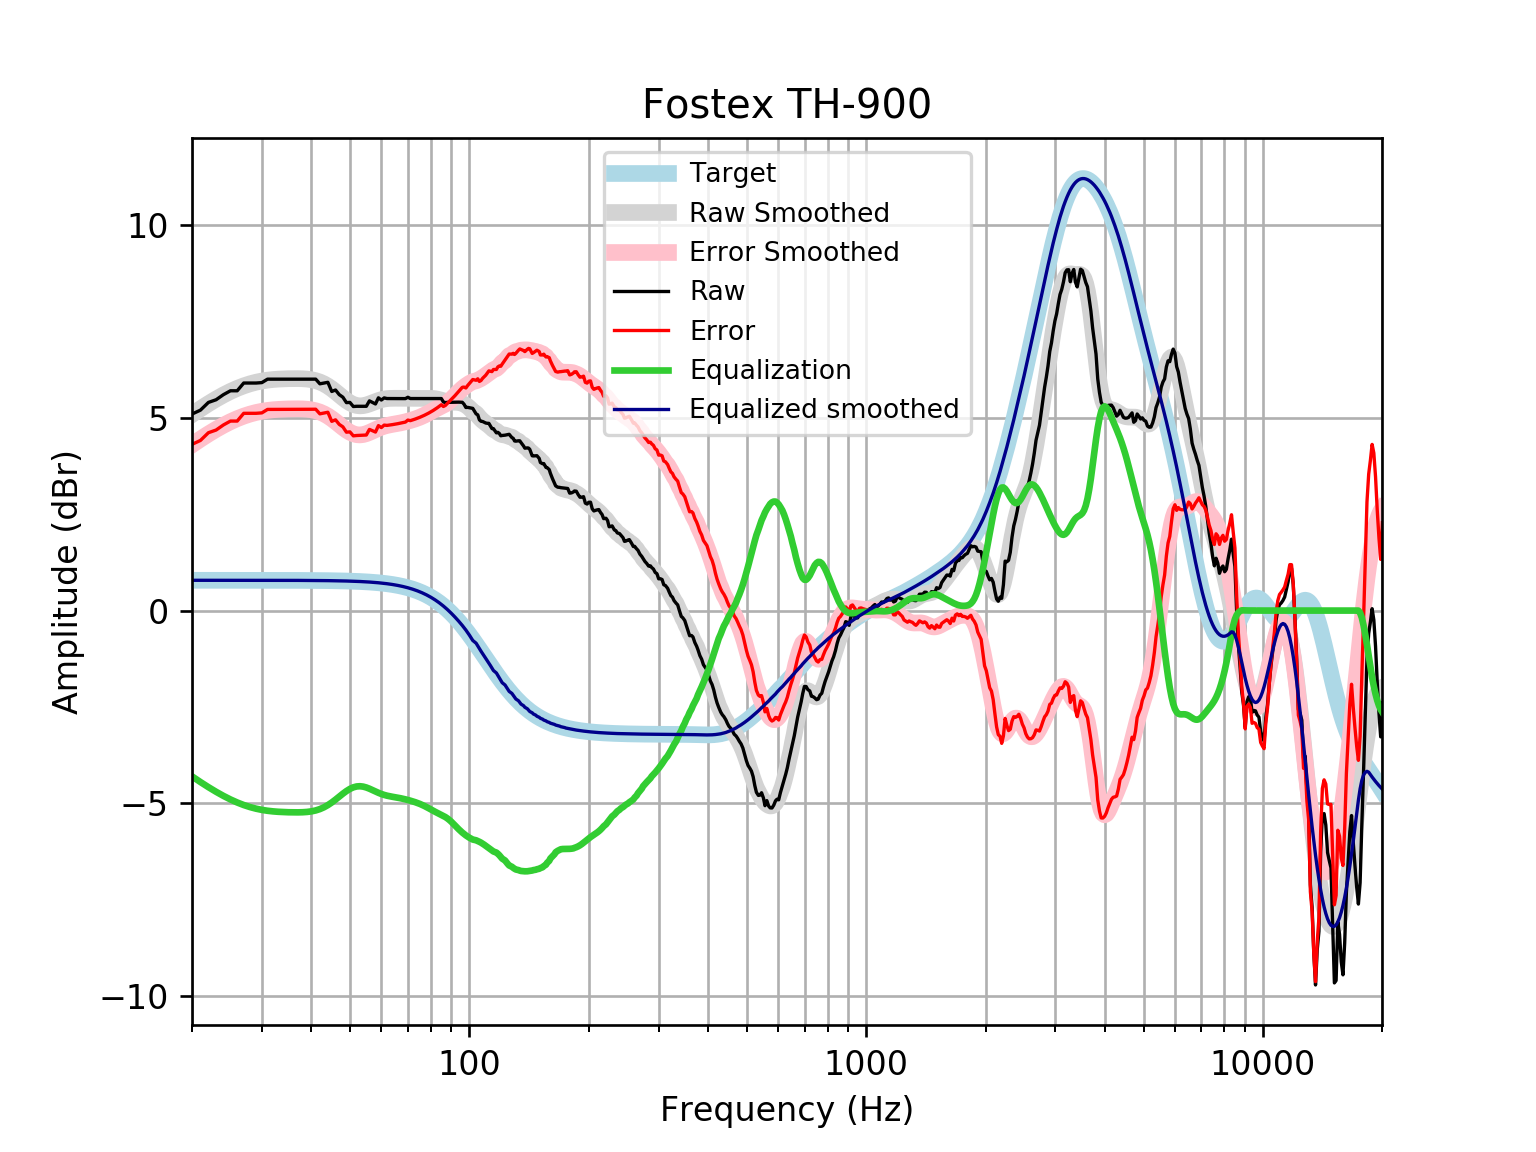 Fostex TH-900
Target
Raw Smoothed
Error Smoothed
Raw
Error
Equalization
Equalized smoothed
10
5
0
−5
−10
Amplitude (dBr)
100
1000
10000
Frequency (Hz)